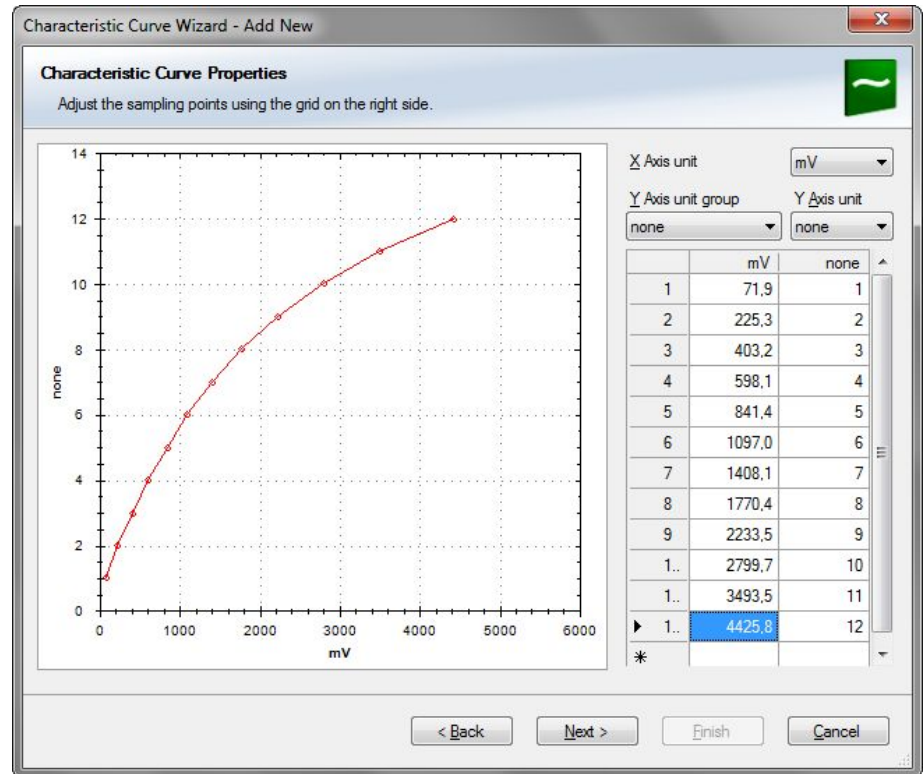 Characteristic Curve Wizard - Add New
Characteristic Curve Properties
Adjust the sampling points using the grid on the right side.
14
12
10
8
6
4
2
0
none
0 1000 2000 3000 4000 5000 6000
mV
X Axis unit mV
Y Axis unit group Y Axis unit
none none
mV none
1 71,9 1
2 225,3 2
3 403,2 3
4 598,1 4
5 841,4 5
6 1097,0 6
7 1408,1 7
8 1770,4 8
9 2233,5 9
1.. 2799,7 10
1.. 3493,5 11
1.. 4425,8 12
< Back Next > Finish Cancel